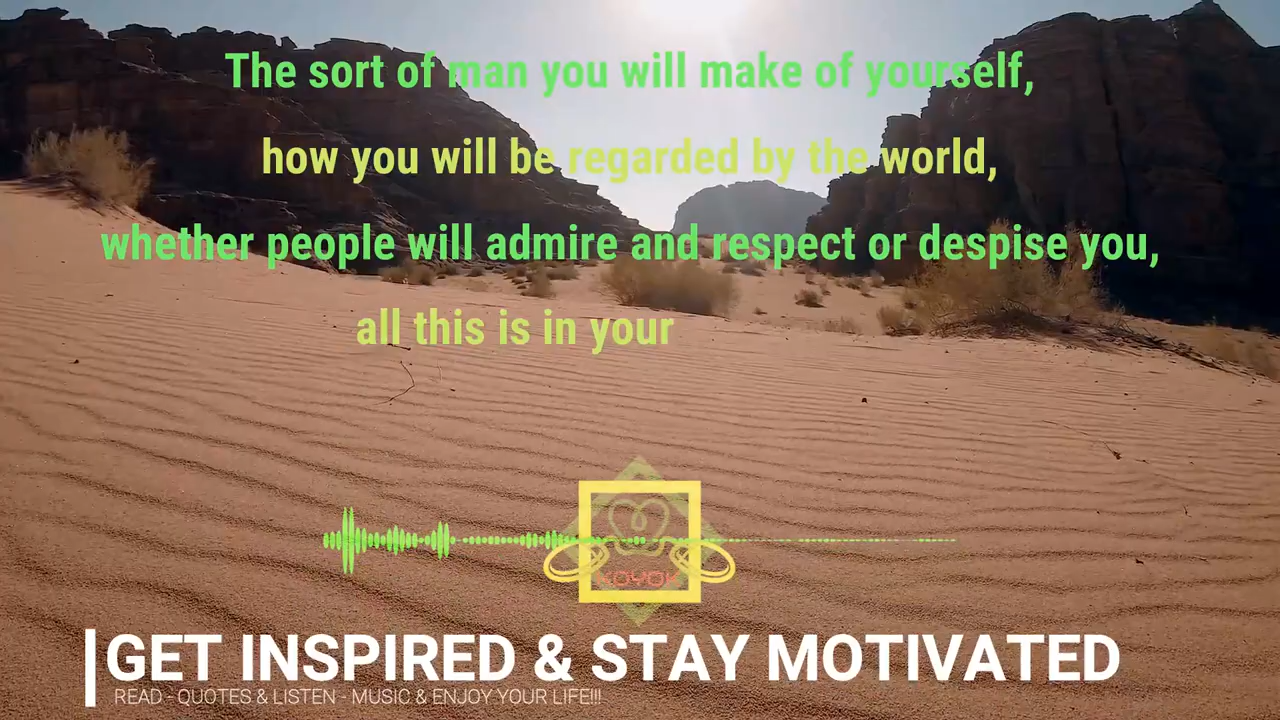 The sort of man you will make of yourself,
how you will be regarded by the world,
whether people will admire and respect or despise you,
all this is in your
KOYOK
GET INSPIRED & STAY MOTIVATED
READ - QUOTES & LISTEN - MUSIC & ENJOY YOUR LIFE!!!